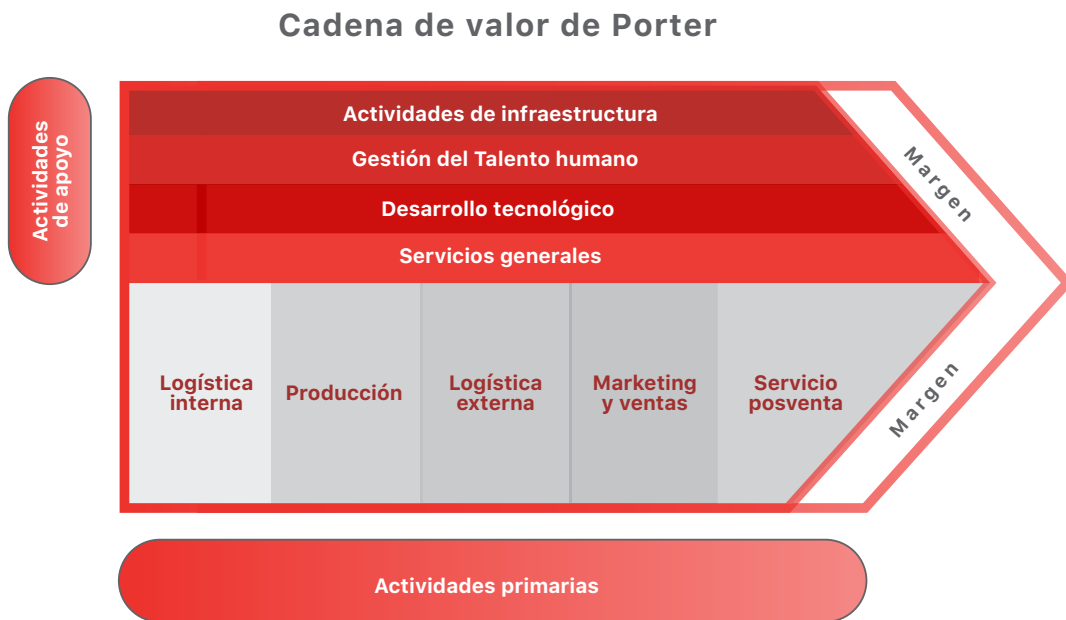 Cadena de valor de Porter
Actividades
de apoyo
Actividades de infraestructura
Gestión del Talento humano
Desarrollo tecnológico
Servicios generales
Margen
Logística
interna
Producción
Logística
externa
Marketing
y ventas
Servicio
posventa
Margen
Actividades primarias